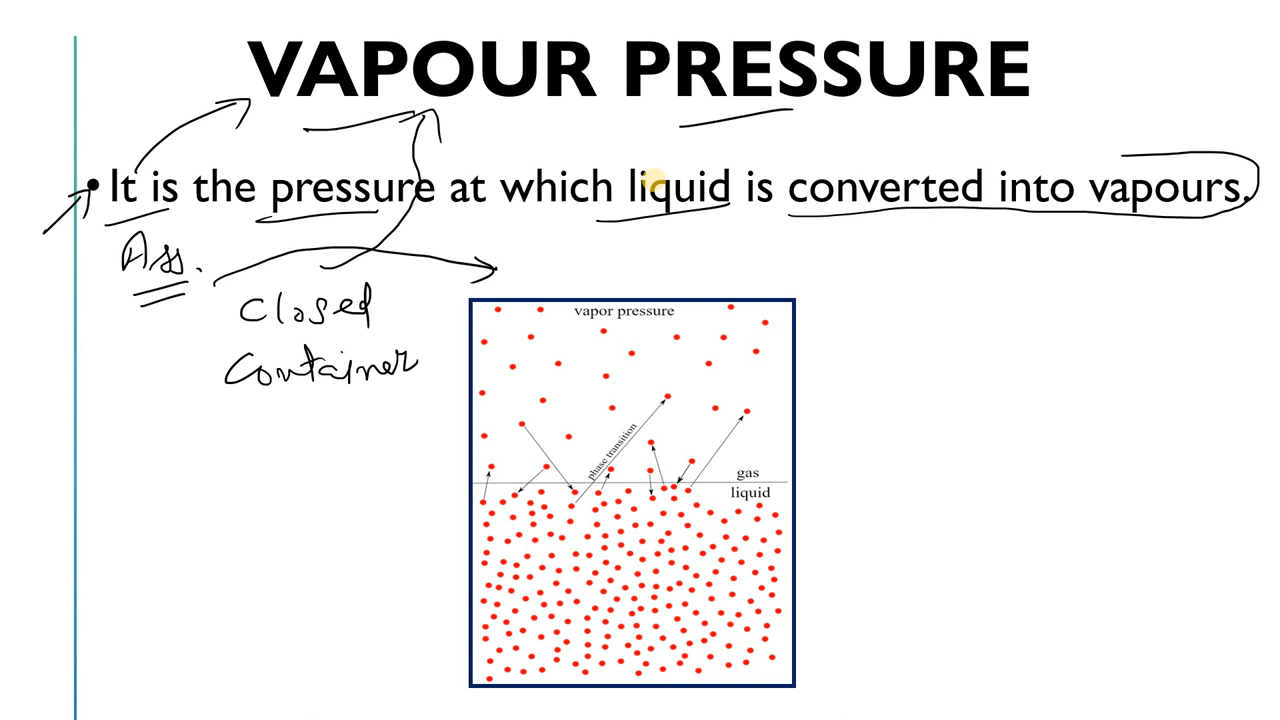 VAPOUR PRESSURE
• It is the pressure at which liquid is converted into vapours.
Ass.
Closed
Container
vapor pressure
phase transition
gas
liquid